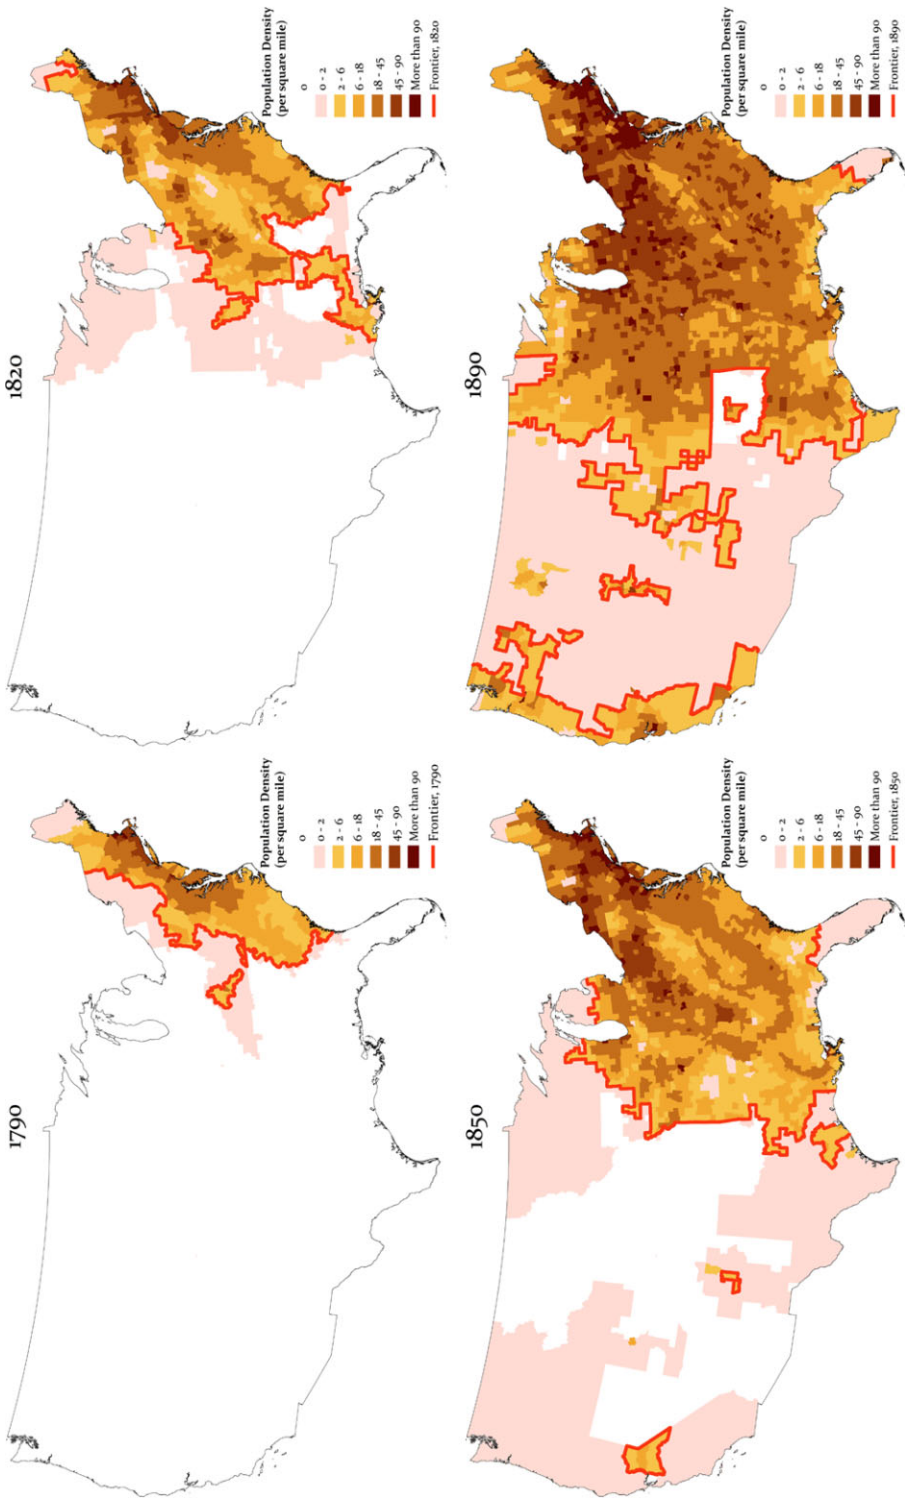 1790
Population Density
(per square mile)
0
0 - 2
2 - 6
6 - 18
18 - 45
45 - 90
More than 90
Frontier, 1790
1820
Population Density
(per square mile)
0
0 - 2
2 - 6
6 - 18
18 - 45
45 - 90
More than 90
Frontier, 1820
1850
Population Density
(per square mile)
0
0 - 2
2 - 6
6 - 18
18 - 45
45 - 90
More than 90
Frontier, 1850
1890
Population Density
(per square mile)
0
0 - 2
2 - 6
6 - 18
18 - 45
45 - 90
More than 90
Frontier, 1890